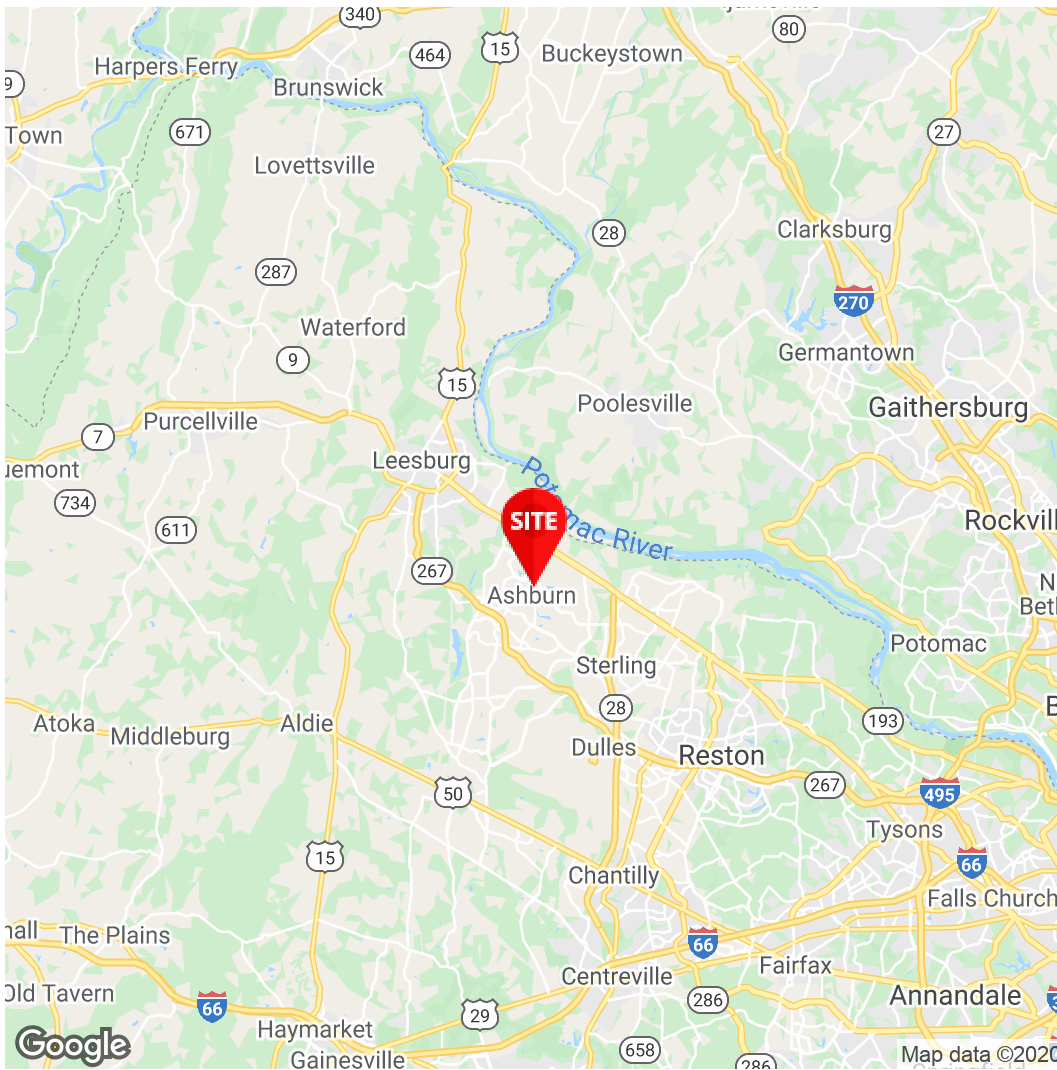 340
80
15
464
Buckeystown
Harpers Ferry
9
Brunswick
27
671
Town
Lovettsville
28
Clarksburg
287
270
Waterford
9
Germantown
15
Poolesville
Gaithersburg
Purcellville
7
Leesburg
734
Potomac River
SITE
Rockvill
611
267
Ashburn
Potomac
Sterling
28
193
Atoka
Middleburg
Aldie
Dulles
Reston
50
267
495
Tysons
15
66
Chantilly
Falls Church
The Plains
66
Fairfax
Centreville
Old Tavern
66
286
Annandale
29
Haymarket
Google
658
Gainesville
286
Map data ©2020